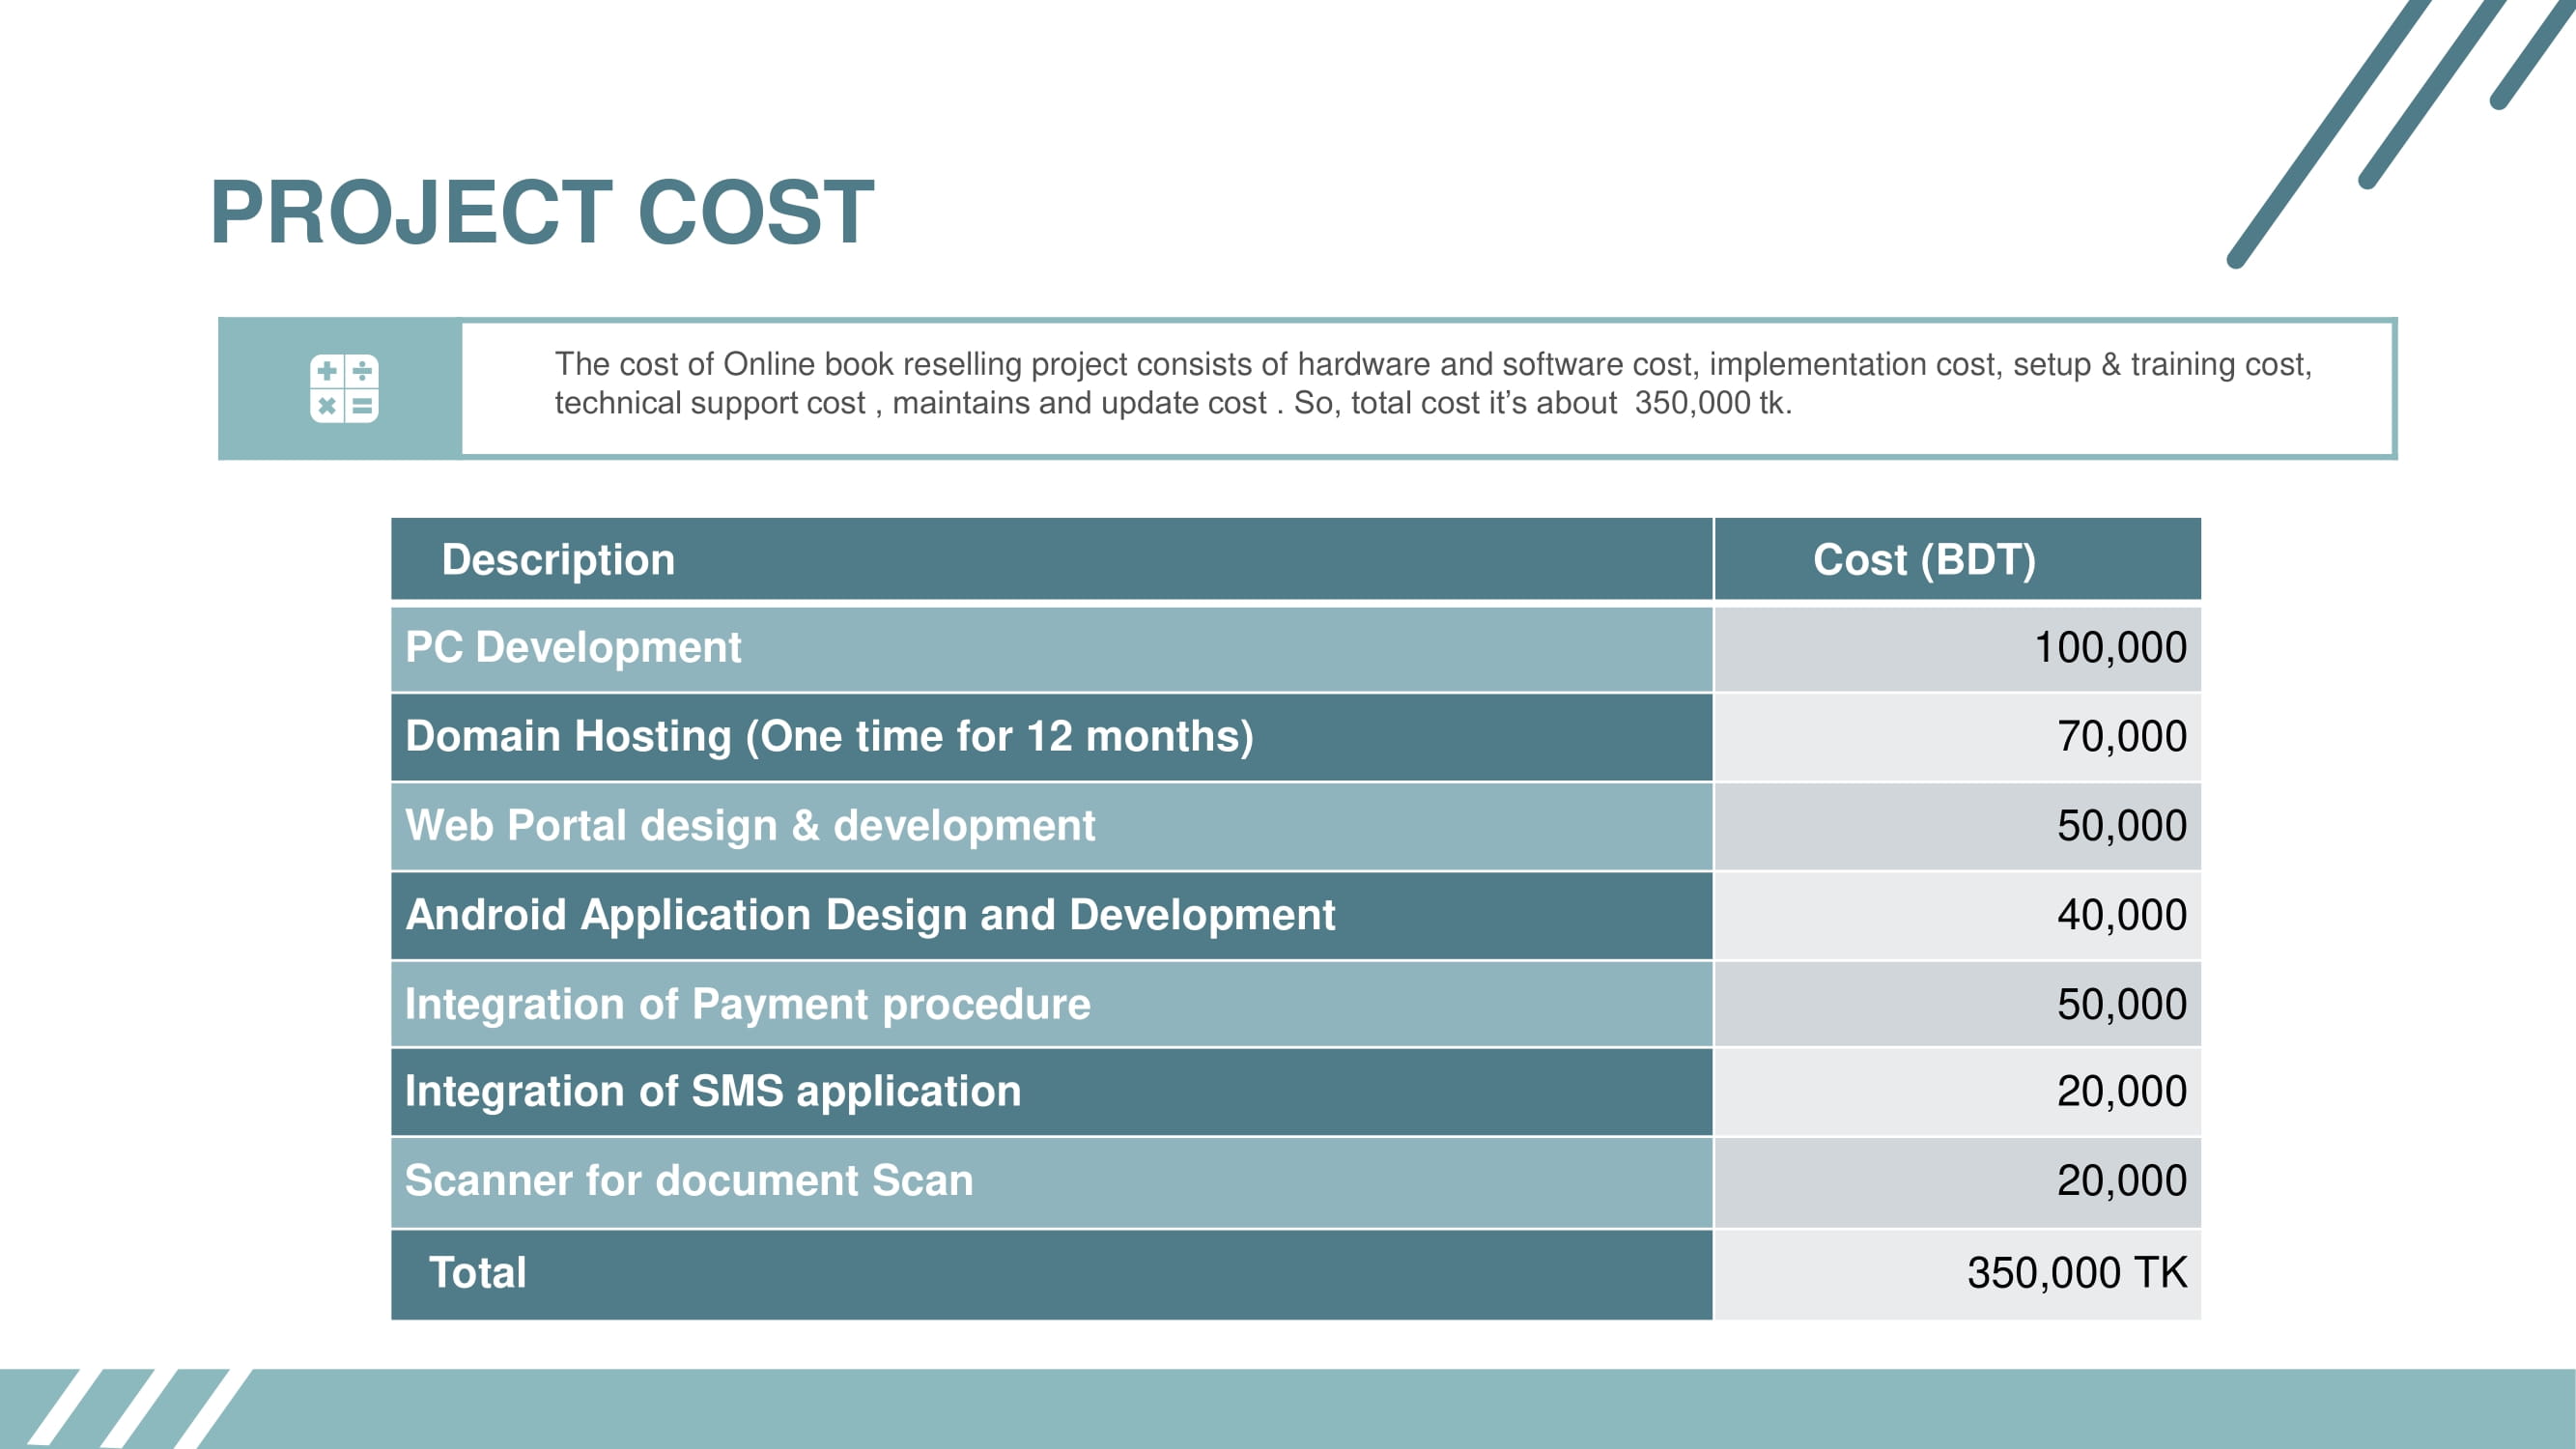 PROJECT COST
The cost of Online book reselling project consists of hardware and software cost, implementation cost, setup & training cost,
technical support cost , maintains and update cost . So, total cost it’s about  350,000 tk.
Description Cost (BDT)
PC Development 100,000
Domain Hosting (One time for 12 months) 70,000
Web Portal design & development 50,000
Android Application Design and Development 40,000
Integration of Payment procedure 50,000
Integration of SMS application 20,000
Scanner for document Scan 20,000
Total 350,000 TK